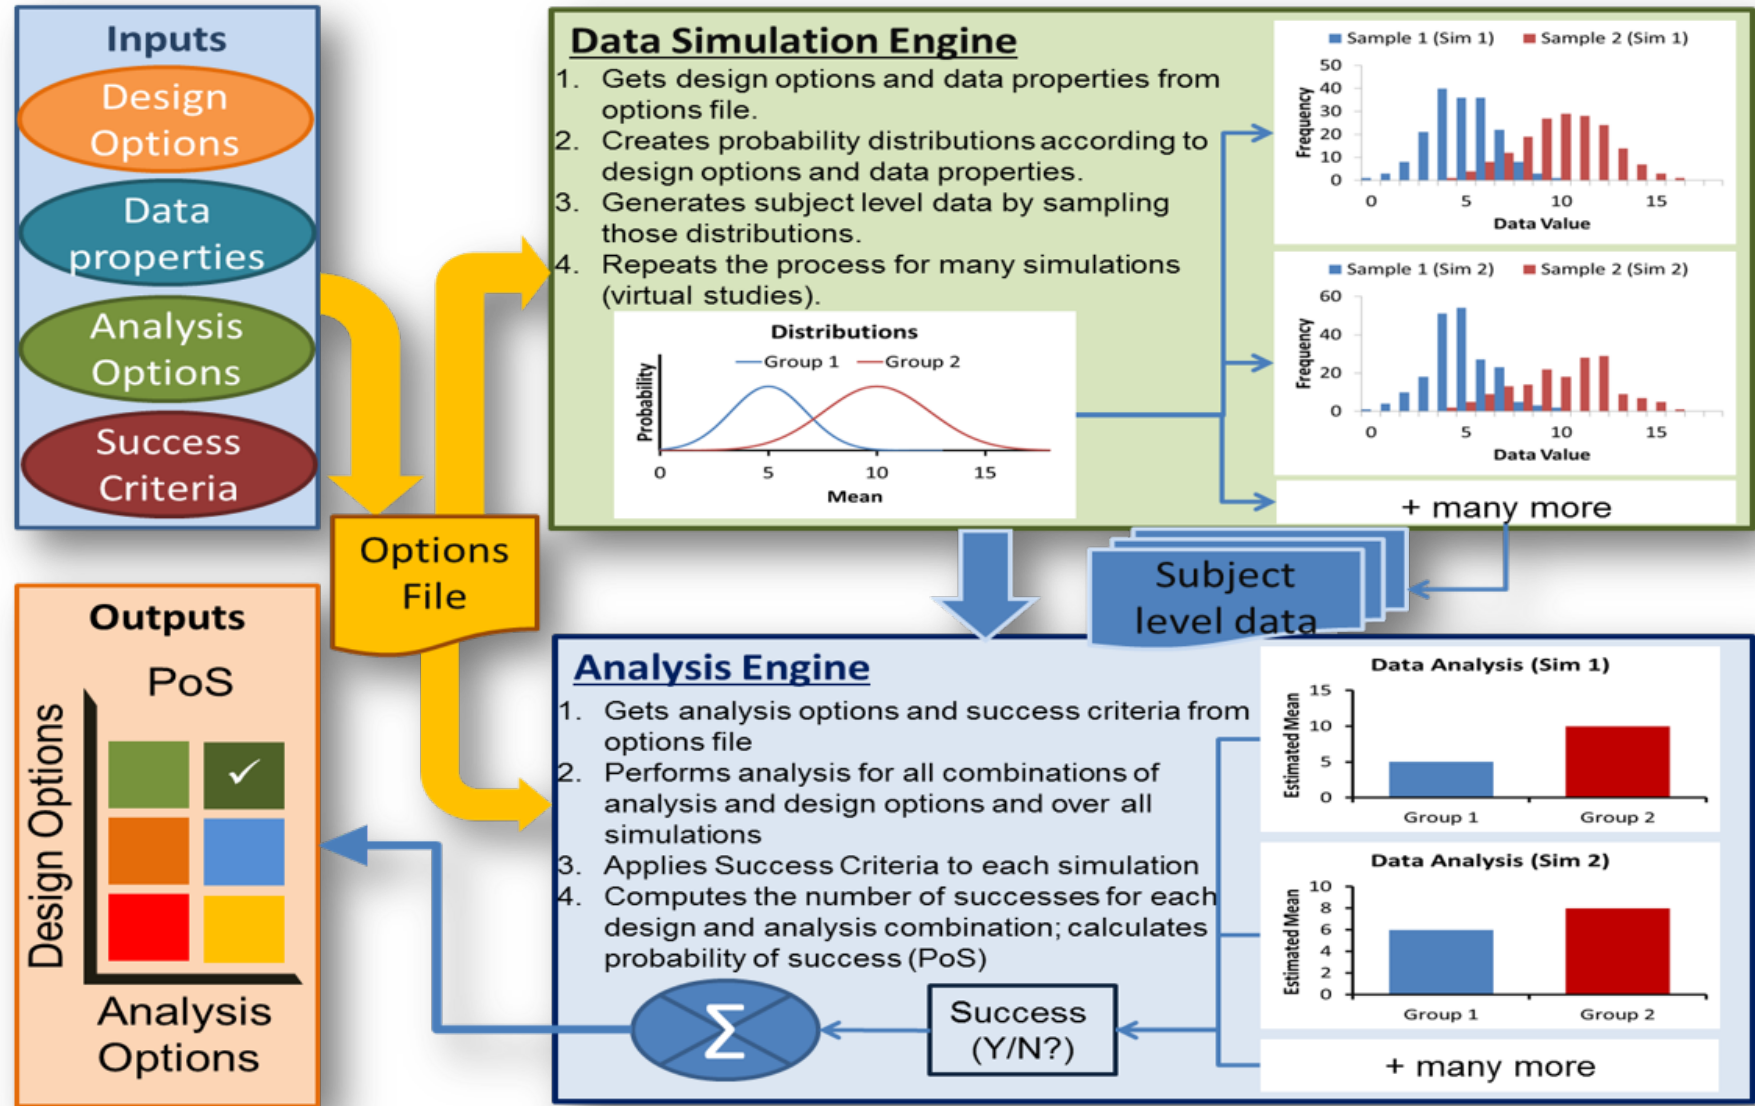 Inputs
Design
Options
Data
properties
Analysis
Options
Success
Criteria
Options
File
Data Simulation Engine
1. Gets design options and data properties from
options file.
2. Creates probability distributions according to
design options and data properties.
3. Generates subject level data by sampling
those distributions.
4. Repeats the process for many simulations
(virtual studies).
Distributions
Group 1 Group 2
Probability
0 5 10 15
Mean
Sample 1 (Sim 1) Sample 2 (Sim 1)
Frequency
50
40
30
20
10
0
0 5 10 15
Data Value
Sample 1 (Sim 2) Sample 2 (Sim 2)
Frequency
60
40
20
0
0 5 10 15
Data Value
+ many more
Subject
level data
Analysis Engine
1. Gets analysis options and success criteria from
options file
2. Performs analysis for all combinations of
analysis and design options and over all
simulations
3. Applies Success Criteria to each simulation
4. Computes the number of successes for each
design and analysis combination; calculates
probability of success (PoS)
Data Analysis (Sim 1)
Estimated Mean
15
10
5
0
Group 1 Group 2
Data Analysis (Sim 2)
Estimated Mean
10
8
6
4
2
0
Group 1 Group 2
+ many more
Success
(Y/N?)
Σ
Outputs
PoS
Design Options
✓
Analysis
Options